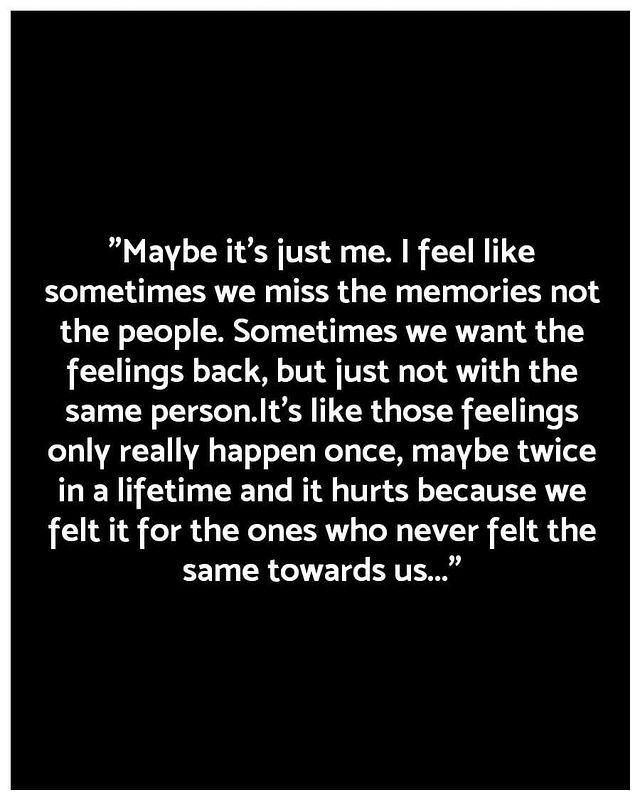 ”Maybe it’s just me. I feel like
sometimes we miss the memories not
the people. Sometimes we want the
feelings back, but just not with the
same person.It’s like those feelings
only really happen once, maybe twice
in a lifetime and it hurts because we
felt it for the ones who never felt the
same towards us...”